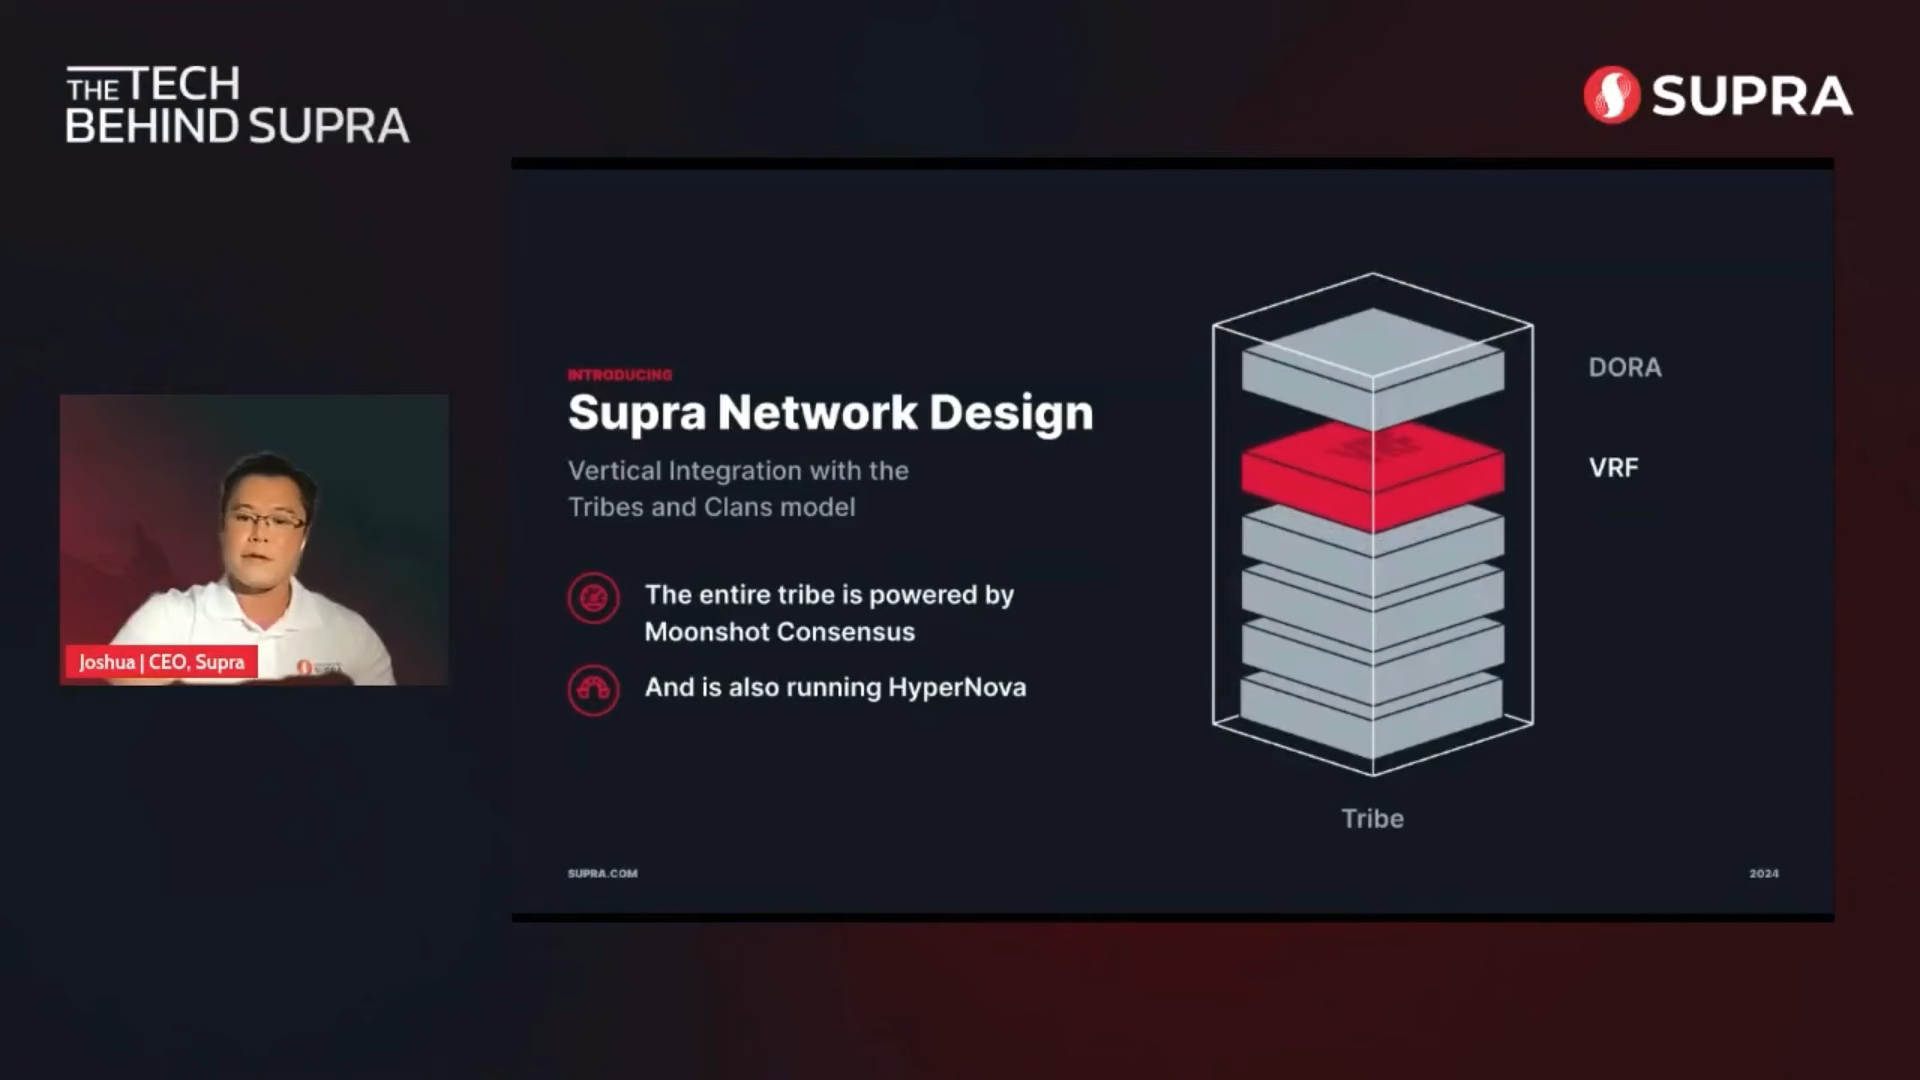 THE TECH
BEHIND SUPRA
SUPRA
INTRODUCING
Supra Network Design
Vertical Integration with the
Tribes and Clans model
The entire tribe is powered by
Moonshot Consensus
And is also running HyperNova
DORA
VRF
Tribe
Joshua | CEO, Supra
SUPRA.COM
2024